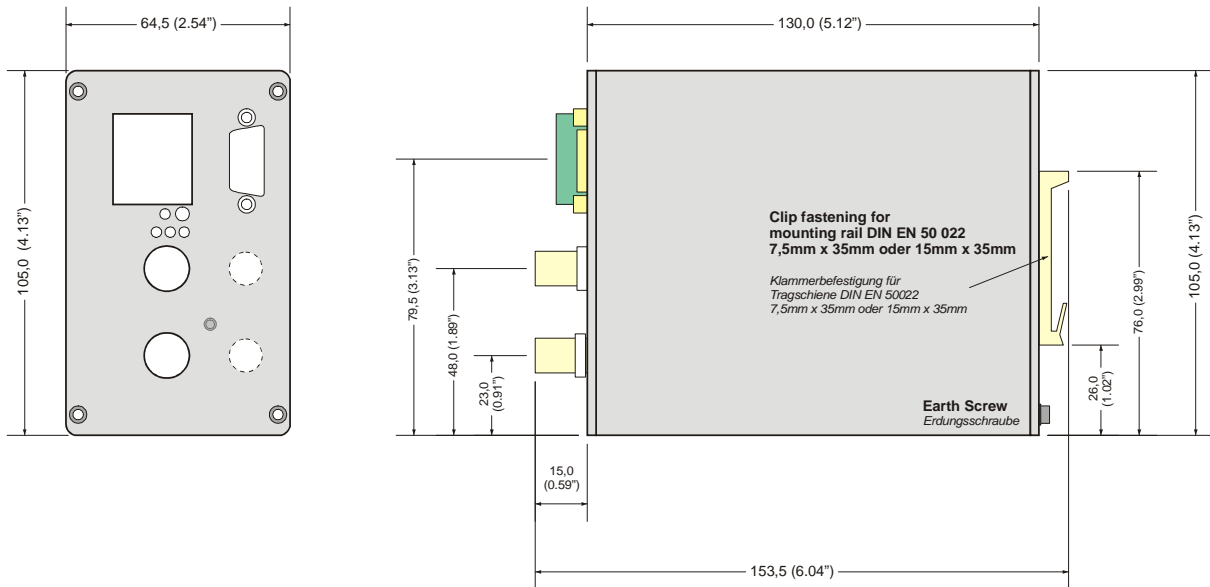 64,5 (2.54”)
130,0 (5.12”)
105,0 (4.13”)
79,5 (3.13”)
48,0 (1.89”)
23,0
(0.91”)
15,0
(0.59”)
Clip fastening for
mounting rail DIN EN 50 022
7,5mm x 35mm oder 15mm x 35mm
Klammerbefestigung für
Tragschiene DIN EN 50022
7,5mm x 35mm oder 15mm x 35mm
Earth Screw
Erdungsschraube
26,0
(1.02”)
76,0 (2.99”)
105,0 (4.13”)
153,5 (6.04”)